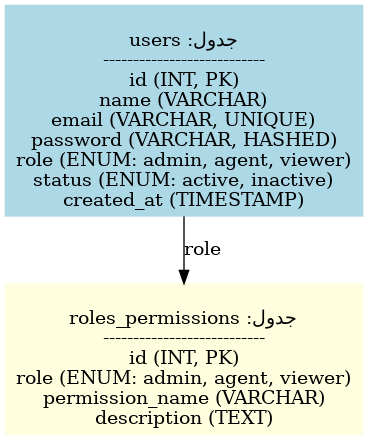 جدول: users
---------------------------
id (INT, PK)
name (VARCHAR)
email (VARCHAR, UNIQUE)
password (VARCHAR, HASHED)
role (ENUM: admin, agent, viewer)
status (ENUM: active, inactive)
created_at (TIMESTAMP)
role
جدول: roles_permissions
---------------------------
id (INT, PK)
role (ENUM: admin, agent, viewer)
permission_name (VARCHAR)
description (TEXT)